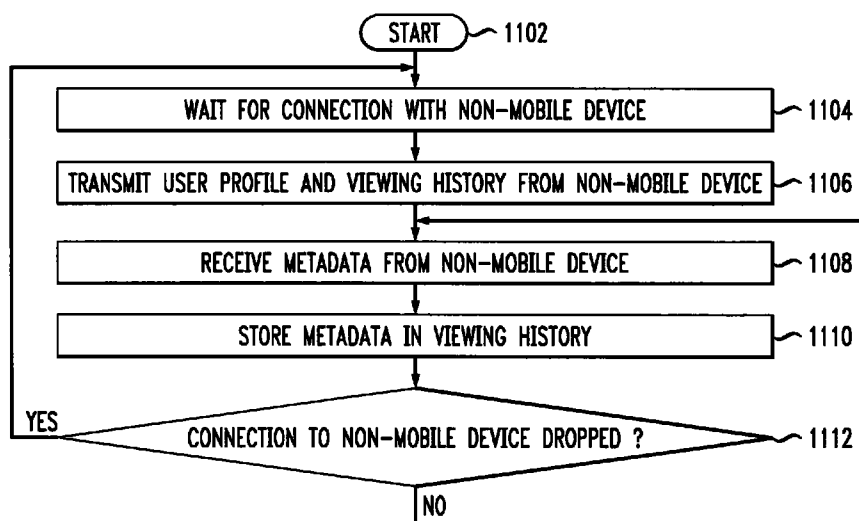 START 1102
WAIT FOR CONNECTION WITH NON-MOBILE DEVICE 1104
TRANSMIT USER PROFILE AND VIEWING HISTORY FROM NON-MOBILE DEVICE 1106
RECEIVE METADATA FROM NON-MOBILE DEVICE 1108
STORE METADATA IN VIEWING HISTORY 1110
YES
CONNECTION TO NON-MOBILE DEVICE DROPPED ? 1112
NO